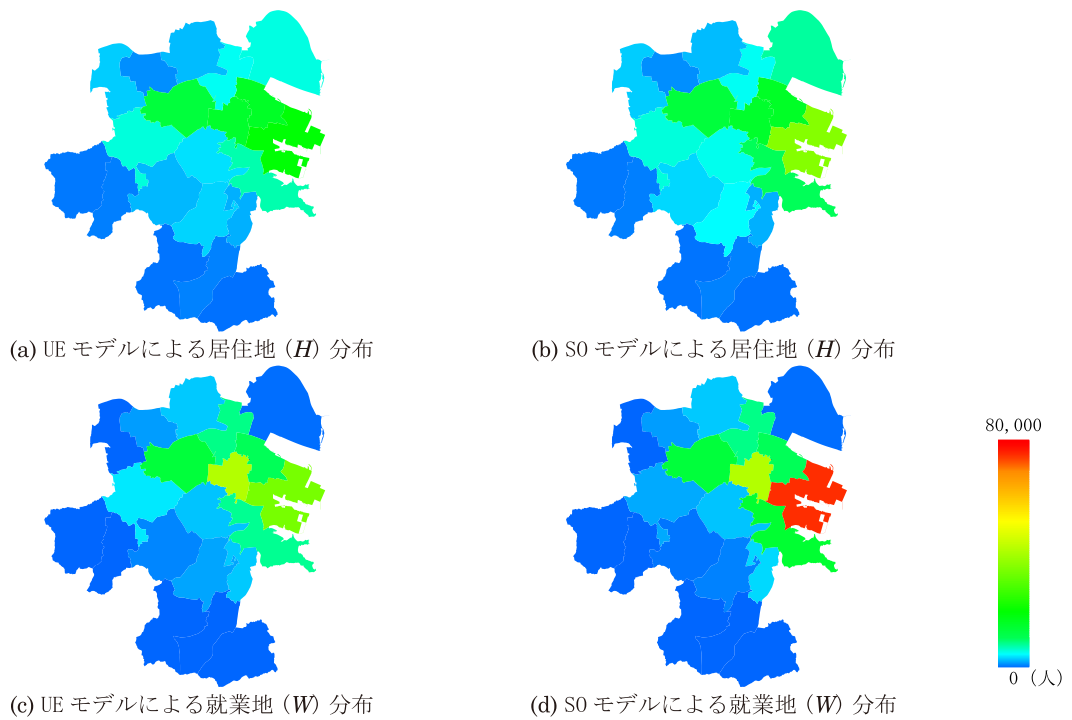 (a) UE モデルによる居住地 (H) 分布
(b) SO モデルによる居住地 (H) 分布
80,000
0 (人)
(c) UE モデルによる就業地 (W) 分布
(d) SO モデルによる就業地 (W) 分布